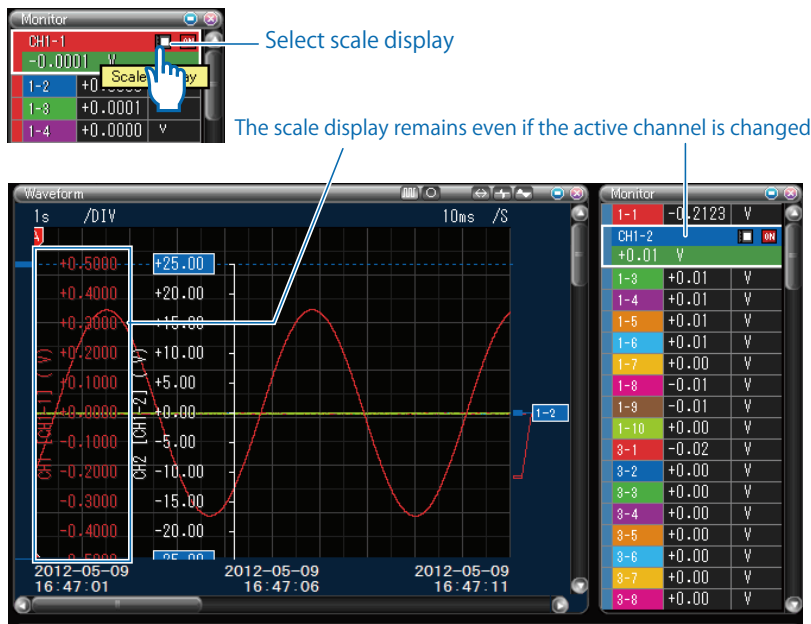 Monitor
CH1-1 ON
-0.0001 V
Scale
1-2
1-3 +0.0001
1-4 +0.0000 V
Select scale display
The scale display remains even if the active channel is changed
Waveform
1s /DIV 10ms /S
A
+0.5000 +25.00
+0.4000 +20.00
+0.3000 +15.00
+0.2000 +10.00
+0.1000 +5.00
+0.0000 +0.00
-0.1000 -5.00
-0.2000 -10.00
-0.3000 -15.00
-0.4000 -20.00
-0.5000 -25.00
CH1 [CH1-1] ( V)
CH2 [CH1-2] ( V)
1-2
2012-05-09 2012-05-09 2012-05-09
16:47:01 16:47:06 16:47:11
Monitor
1-1 -0.2123 V
CH1-2 ON
+0.01 V
1-3 +0.01 V
1-4 +0.01 V
1-5 +0.01 V
1-6 +0.01 V
1-7 +0.00 V
1-8 -0.01 V
1-9 -0.01 V
1-10 +0.00 V
3-1 -0.02 V
3-2 +0.00 V
3-3 +0.00 V
3-4 +0.00 V
3-5 +0.00 V
3-6 +0.00 V
3-7 +0.00 V
3-8 +0.00 V